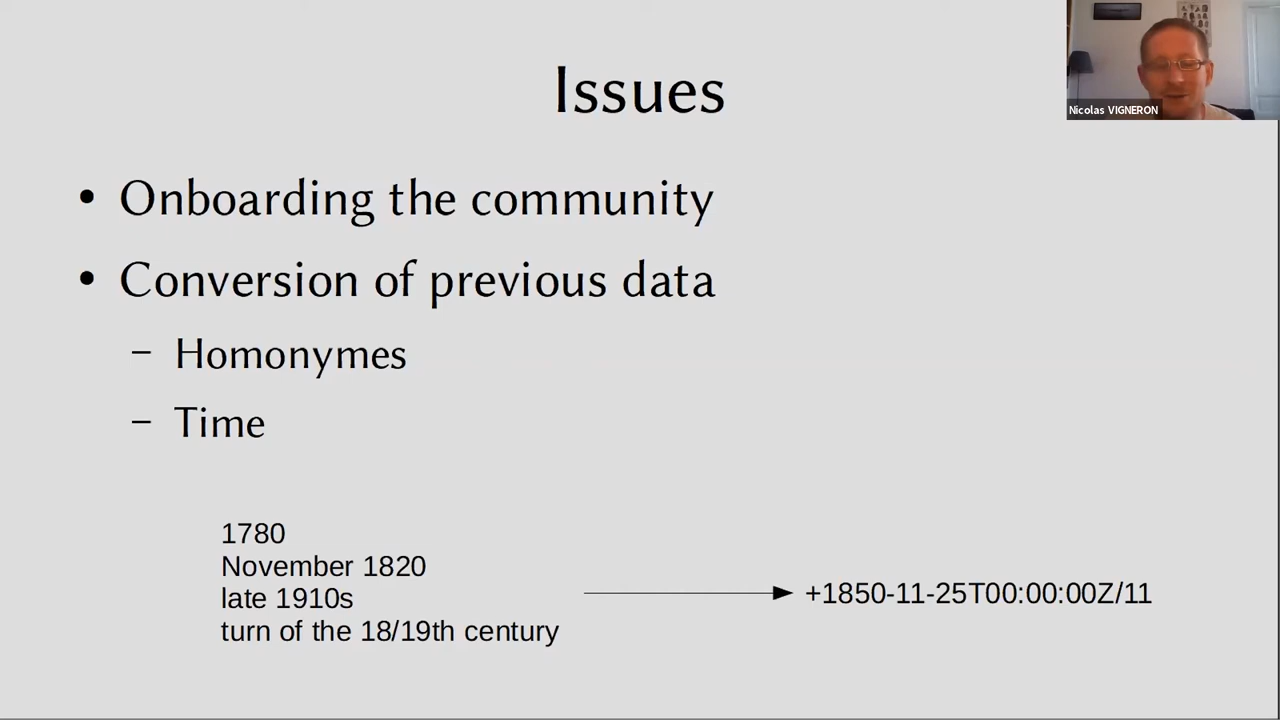 Issues
Nicolas VIGNERON
• Onboarding the community
• Conversion of previous data
– Homonymes
– Time
1780
November 1820
late 1910s
turn of the 18/19th century
+1850-11-25T00:00:00Z/11